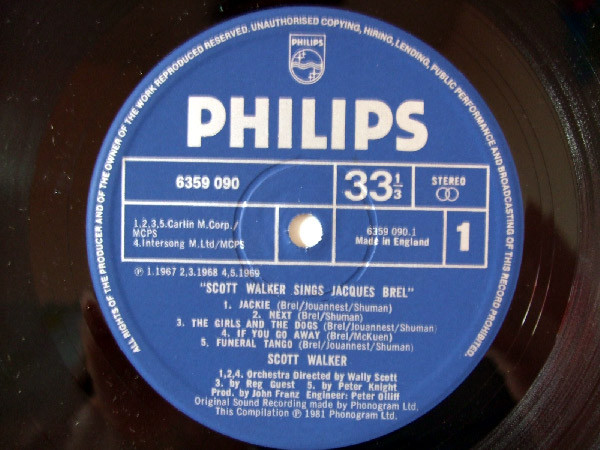 ALL RIGHTS OF THE PRODUCER AND OF THE OWNER OF THE WORK REPRODUCED RESERVED. UNAUTHORISED COPYING, HIRING, LENDING, PUBLIC PERFORMANCE AND BROADCASTING OF THIS RECORD PROHIBITED.
PHILIPS
PHILIPS
6359 090
33 1/3
STEREO
1,2,3,5.Carlin M.Corp./
MCPS
4.Intersong M.Ltd/MCPS
6359 090.1
Made in England
1
℗ 1.1967 2,3.1968 4,5.1969
"SCOTT WALKER SINGS JACQUES BREL"
1. JACKIE (Brel/Jouannest/Shuman)
2. NEXT (Brel/Shuman)
3. THE GIRLS AND THE DOGS (Brel/Jouannest/Shuman)
4. IF YOU GO AWAY (Brel/McKuen)
5. FUNERAL TANGO (Brel/Jouannest/Shuman)
SCOTT WALKER
1,2,4. Orchestra Directed by Wally Scott
3. by Reg Guest 5. by Peter Knight
Prod. by John Franz Engineer: Peter Olliff
Original Sound Recording made by Phonogram Ltd.
This Compilation ℗ 1981 Phonogram Ltd.